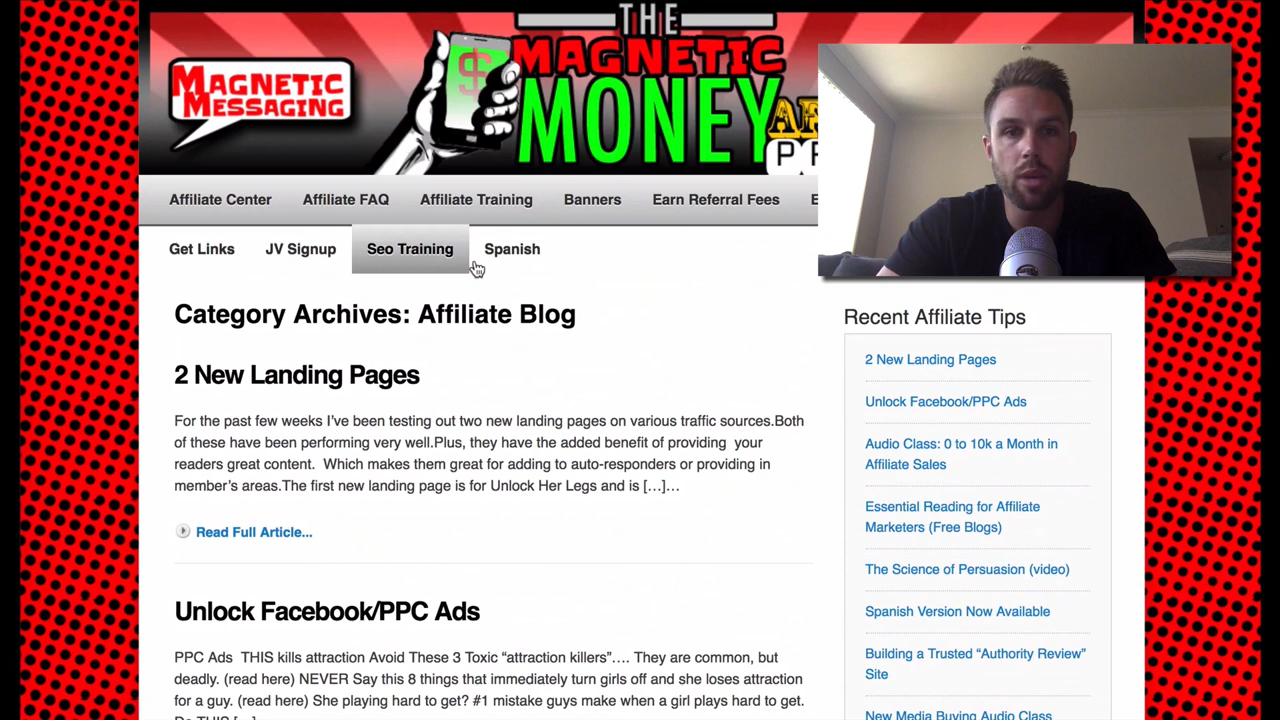 THE
MAGNETIC
MONEY
MAGNETIC
MESSAGING
Affiliate Center Affiliate FAQ Affiliate Training Banners Earn Referral Fees
Get Links JV Signup Seo Training Spanish
Category Archives: Affiliate Blog
2 New Landing Pages
For the past few weeks I've been testing out two new landing pages on various traffic sources.Both
of these have been performing very well.Plus, they have the added benefit of providing your
readers great content. Which makes them great for adding to auto-responders or providing in
member's areas.The first new landing page is for Unlock Her Legs and is […]...
Read Full Article...
Unlock Facebook/PPC Ads
PPC Ads THIS kills attraction Avoid These 3 Toxic “attraction killers”…. They are common, but
deadly. (read here) NEVER Say this 8 things that immediately turn girls off and she loses attraction
for a guy. (read here) She playing hard to get? #1 mistake guys make when a girl plays hard to get.
Do THIS […]
Recent Affiliate Tips
2 New Landing Pages
Unlock Facebook/PPC Ads
Audio Class: 0 to 10k a Month in
Affiliate Sales
Essential Reading for Affiliate
Marketers (Free Blogs)
The Science of Persuasion (video)
Spanish Version Now Available
Building a Trusted “Authority Review”
Site
New Media Buying Audio Class